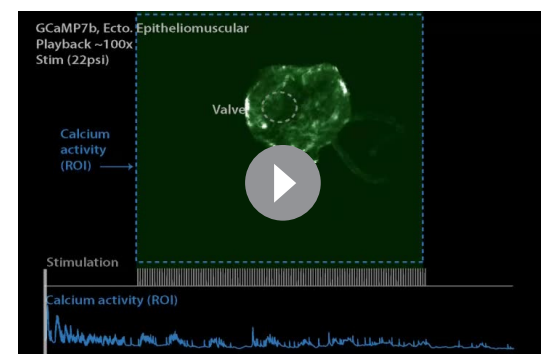 GCaMP7b, Ecto. Epitheliomuscular
Playback ~100x
Stim (22psi)
Valve
Calcium
activity
(ROI)
Stimulation
Calcium activity (ROI)